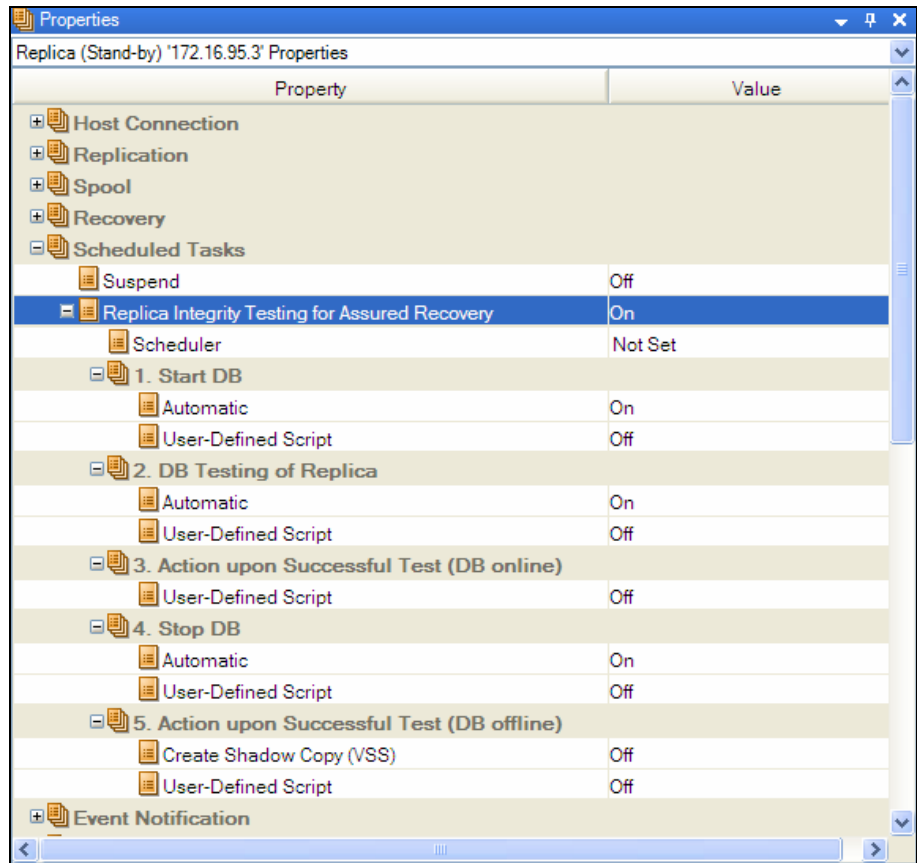 Properties
Replica (Stand-by) '172.16.95.3' Properties
Property Value
Host Connection
Replication
Spool
Recovery
Scheduled Tasks
Suspend Off
Replica Integrity Testing for Assured Recovery On
Scheduler Not Set
1. Start DB
Automatic On
User-Defined Script Off
2. DB Testing of Replica
Automatic On
User-Defined Script Off
3. Action upon Successful Test (DB online)
User-Defined Script Off
4. Stop DB
Automatic On
User-Defined Script Off
5. Action upon Successful Test (DB offline)
Create Shadow Copy (VSS) Off
User-Defined Script Off
Event Notification